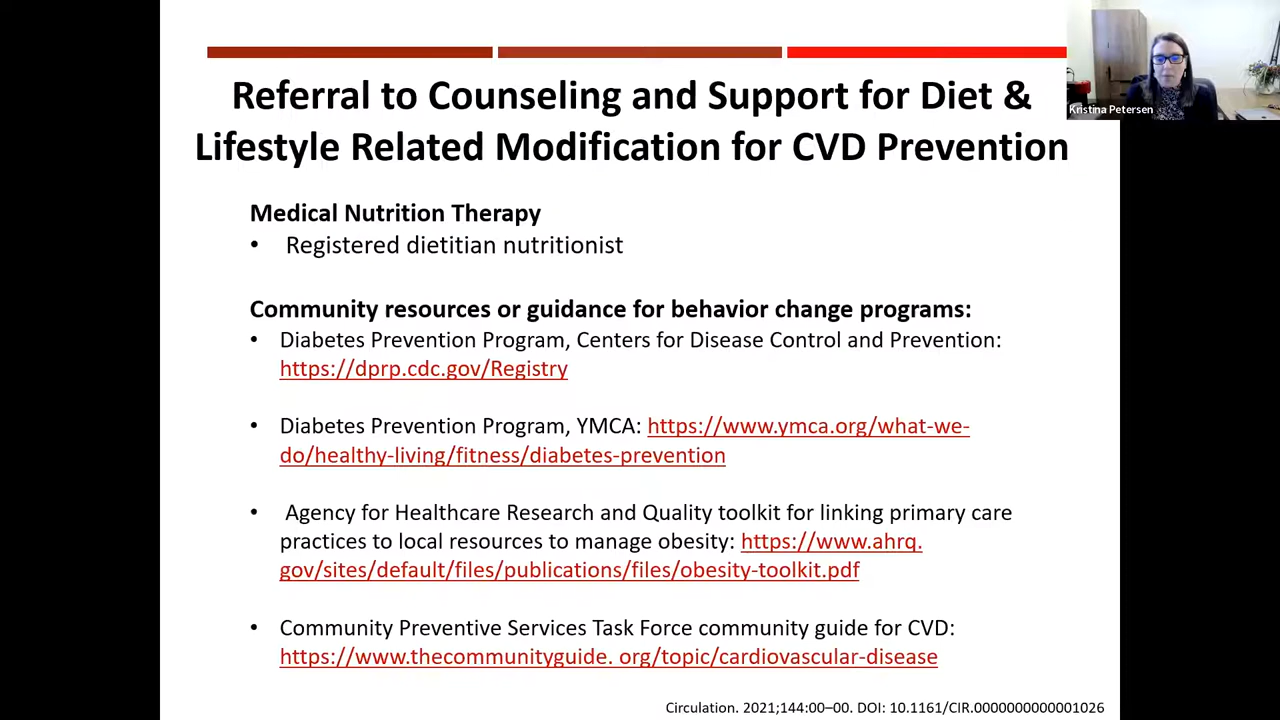 Referral to Counseling and Support for Diet &
Lifestyle Related Modification for CVD Prevention
Kristina Petersen
Medical Nutrition Therapy
• Registered dietitian nutritionist
Community resources or guidance for behavior change programs:
• Diabetes Prevention Program, Centers for Disease Control and Prevention:
https://dprp.cdc.gov/Registry
• Diabetes Prevention Program, YMCA: https://www.ymca.org/what-we-
do/healthy-living/fitness/diabetes-prevention
• Agency for Healthcare Research and Quality toolkit for linking primary care
practices to local resources to manage obesity: https://www.ahrq.
gov/sites/default/files/publications/files/obesity-toolkit.pdf
• Community Preventive Services Task Force community guide for CVD:
https://www.thecommunityguide. org/topic/cardiovascular-disease
Circulation. 2021;144:00–00. DOI: 10.1161/CIR.0000000000001026